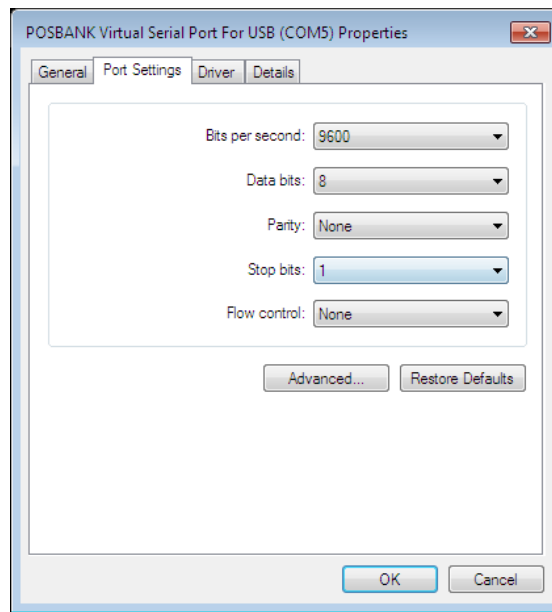 POSBANK Virtual Serial Port For USB (COM5) Properties
General Port Settings Driver Details
Bits per second: 9600
Data bits: 8
Parity: None
Stop bits: 1
Flow control: None
Advanced... Restore Defaults
OK Cancel